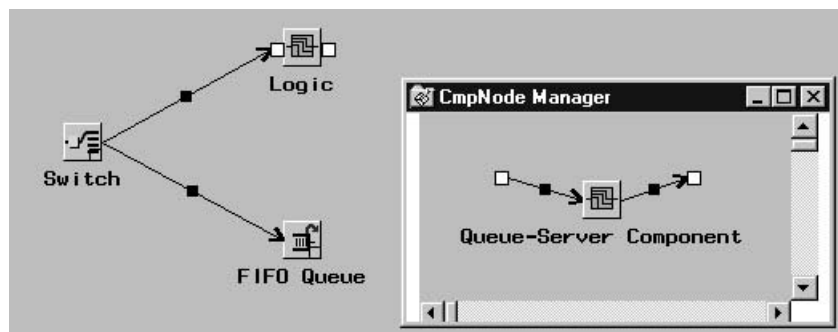 Logic
CmpNode Manager
Switch
Queue-Server Component
FIFO Queue